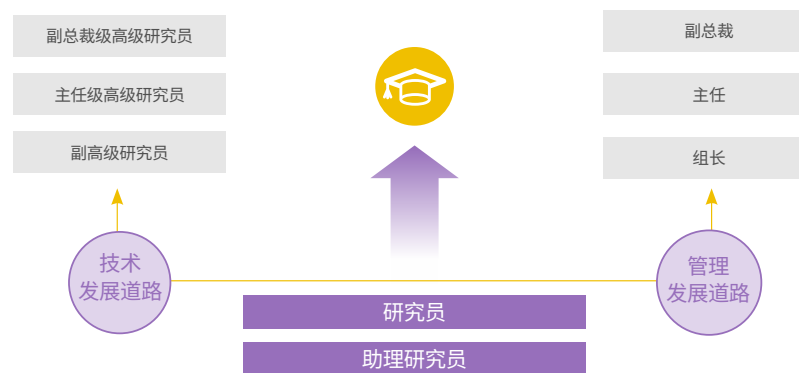 副总裁级高级研究员
主任级高级研究员
副高级研究员
副总裁
主任
组长
技术
发展道路
管理
发展道路
研究员
助理研究员